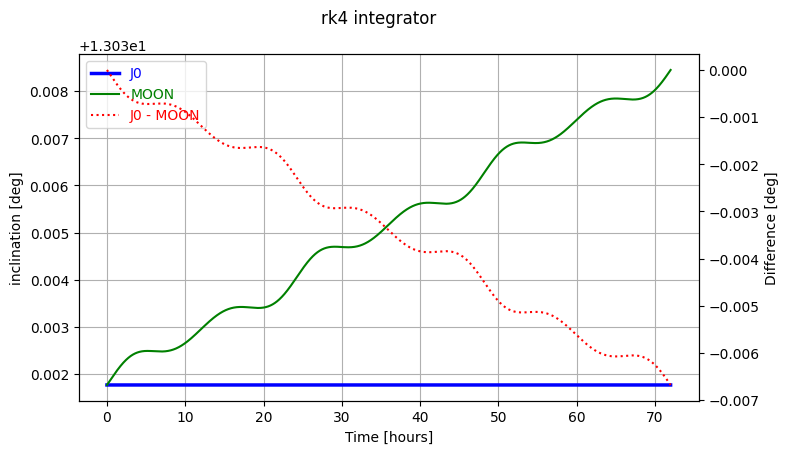 rk4 integrator
+1.303e1
J0
MOON
J0 - MOON
0.008
0.007
0.006
0.005
0.004
0.003
0.002
inclination [deg]
0.000
−0.001
−0.002
−0.003
−0.004
−0.005
−0.006
−0.007
Difference [deg]
0 10 20 30 40 50 60 70
Time [hours]